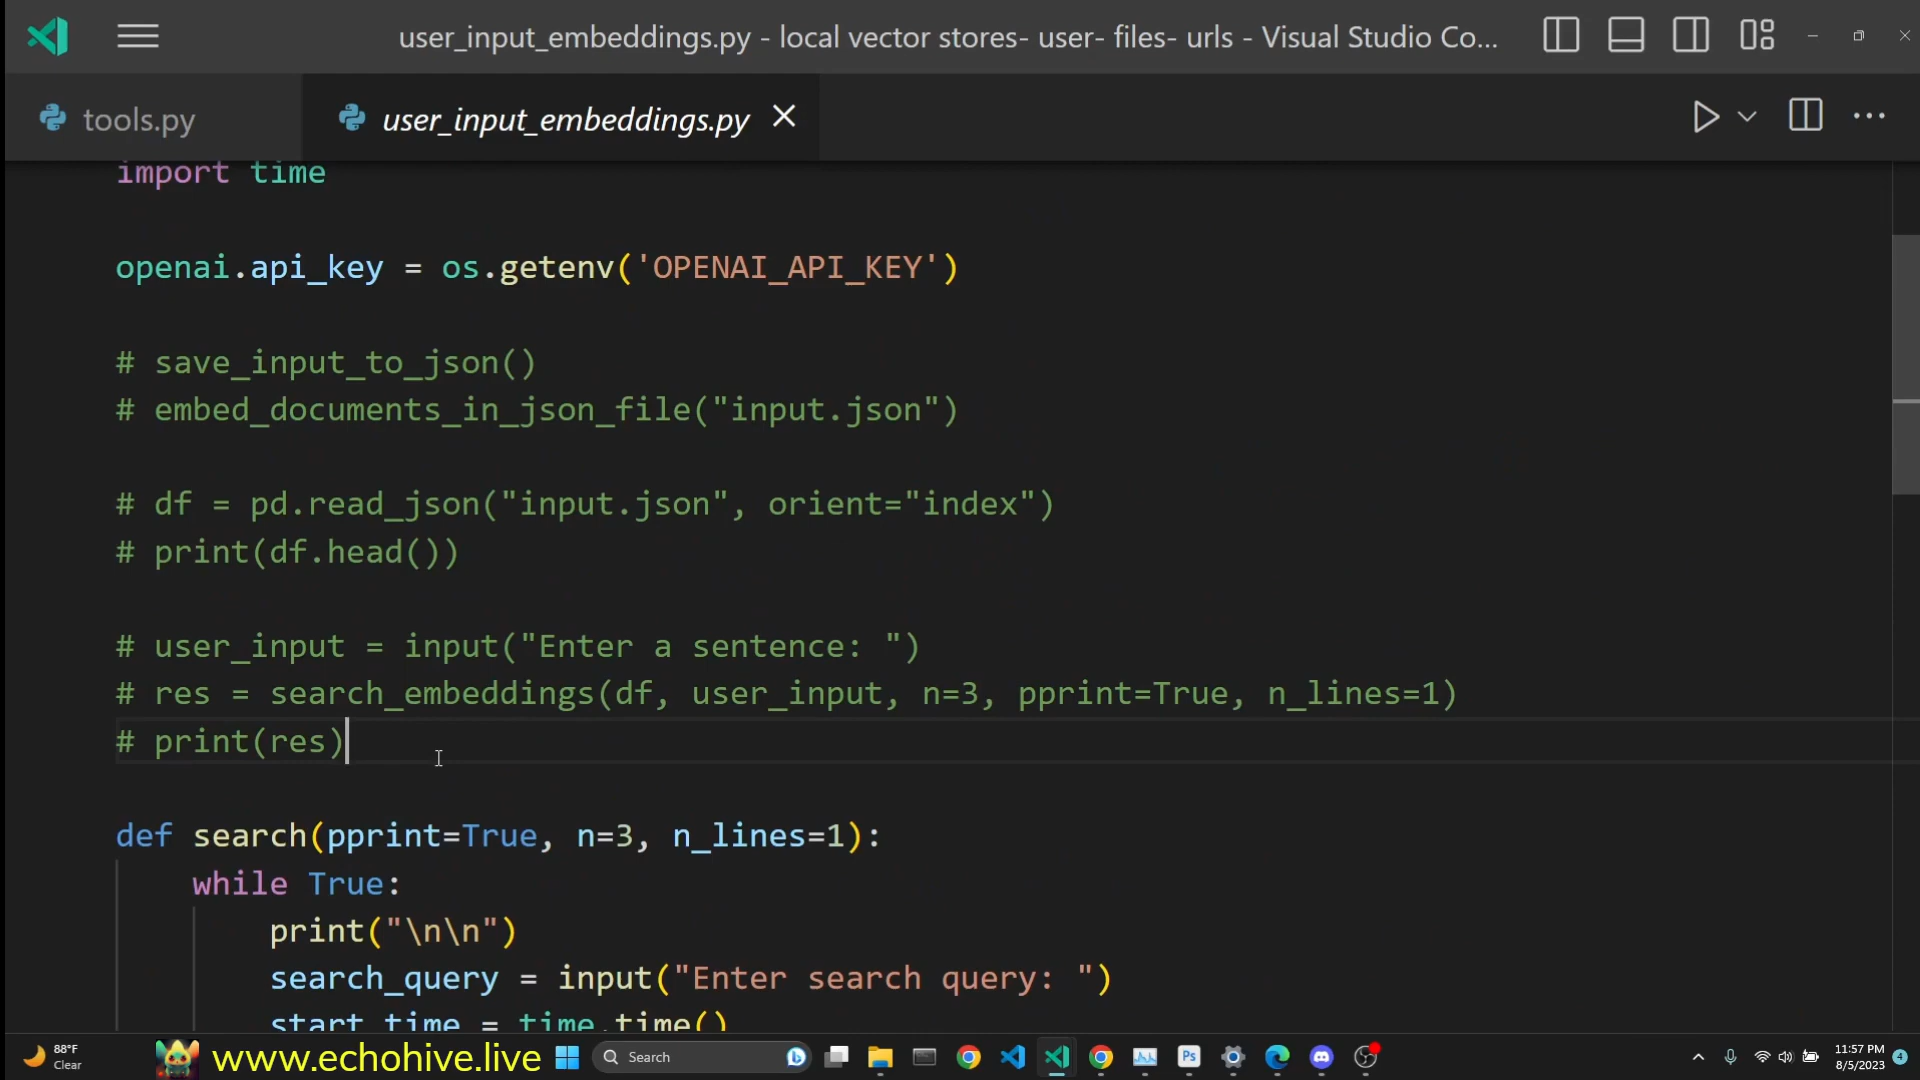 user_input_embeddings.py - local vector stores- user- files- urls - Visual Studio Co...
tools.py
user_input_embeddings.py
import time
openai.api_key = os.getenv('OPENAI_API_KEY')
# save_input_to_json()
# embed_documents_in_json_file("input.json")
# df = pd.read_json("input.json", orient="index")
# print(df.head())
# user_input = input("Enter a sentence: ")
# res = search_embeddings(df, user_input, n=3, pprint=True, n_lines=1)
# print(res)
def search(pprint=True, n=3, n_lines=1):
while True:
print("\n\n")
search_query = input("Enter search query: ")
start_time = time.time()
88°F
Clear
www.echohive.live
Search
Ps
11:57 PM
8/5/2023
4